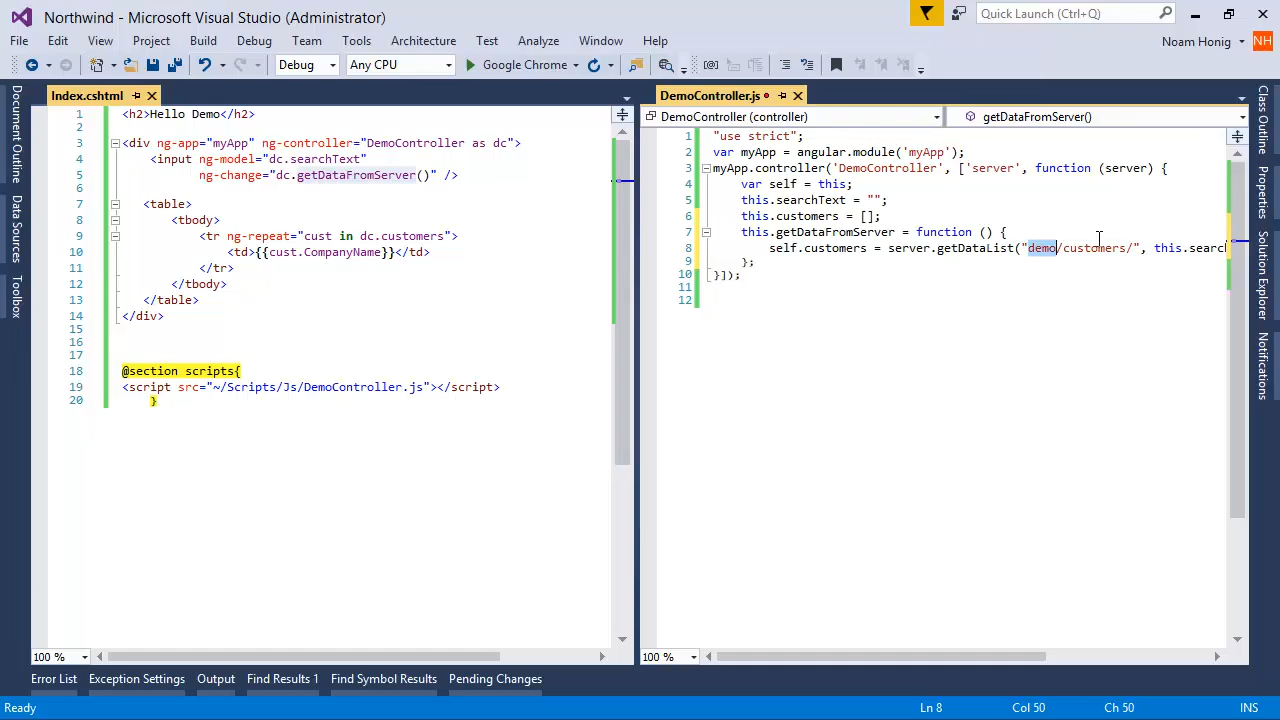 Northwind - Microsoft Visual Studio (Administrator)
Quick Launch (Ctrl+Q)
File Edit View Project Build Debug Team Tools Architecture Test Analyze Window Help
Noam Honig
NH
Debug Any CPU Google Chrome
Document Outline
Data Sources
Toolbox
Index.cshtml
1 <h2>Hello Demo</h2>
2
3 <div ng-app="myApp" ng-controller="DemoController as dc">
4 <input ng-model="dc.searchText"
5 ng-change="dc.getDataFromServer()" />
6
7 <table>
8 <tbody>
9 <tr ng-repeat="cust in dc.customers">
10 <td>{{cust.CompanyName}}</td>
11 </tr>
12 </tbody>
13 </table>
14 </div>
15
16
17
18 @section scripts{
19 <script src="~/Scripts/Js/DemoController.js"></script>
20 }
100 %
DemoController.js
DemoController (controller)
getDataFromServer()
1 "use strict";
2 var myApp = angular.module('myApp');
3 myApp.controller('DemoController', ['server', function (server) {
4 var self = this;
5 this.searchText = "";
6 this.customers = [];
7 this.getDataFromServer = function () {
8 self.customers = server.getDataList("demo/customers/", this.search
9 };
10 }]);
11
12
100 %
Class Outline
Properties
Solution Explorer
Notifications
Error List Exception Settings Output Find Results 1 Find Symbol Results Pending Changes
Ready Ln 8 Col 50 Ch 50 INS